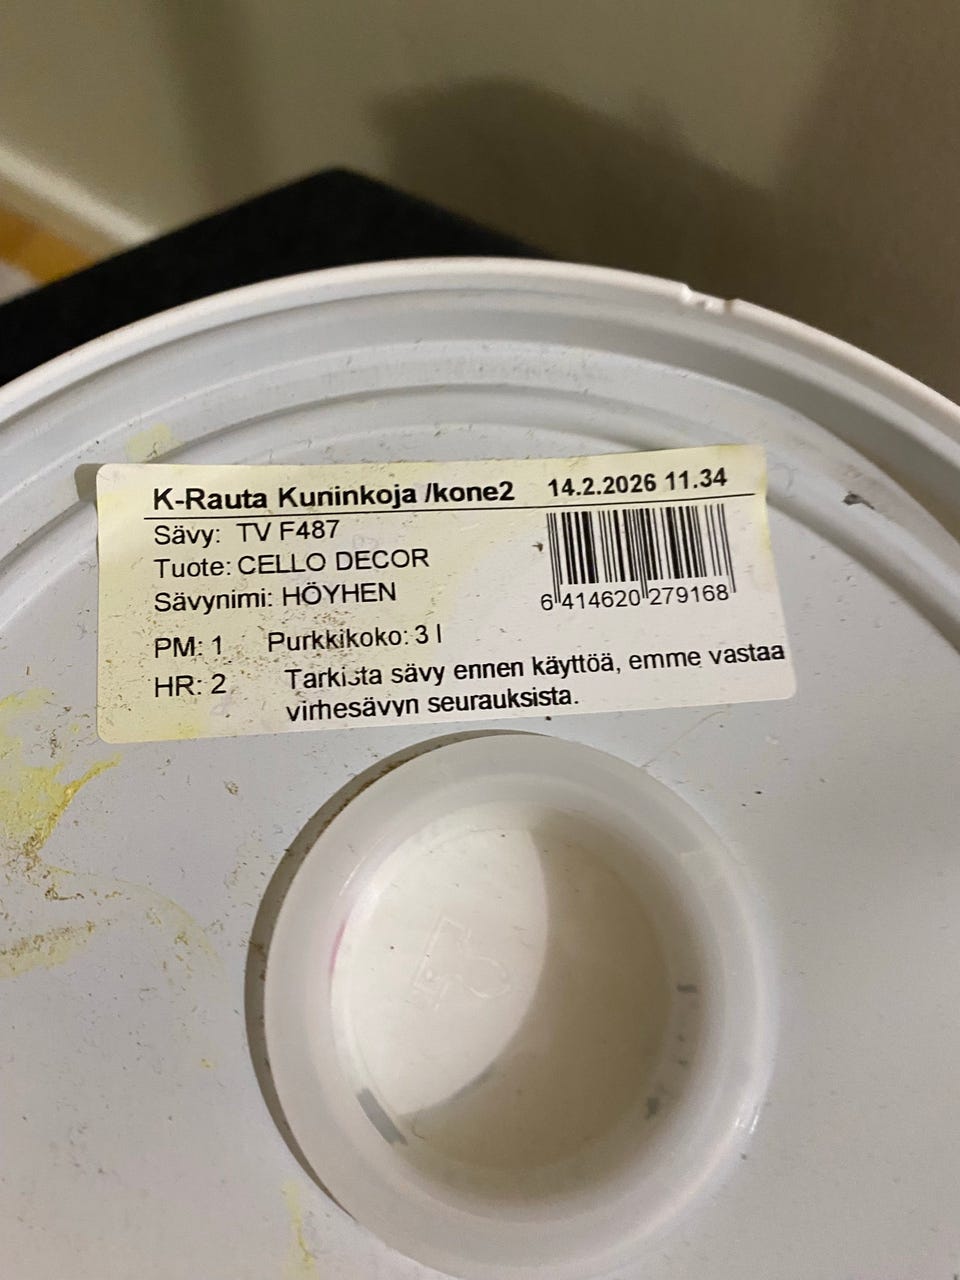 K-Rauta Kuninkoja /kone2 14.2.2026 11.34
Sävy: TV F487
Tuote: CELLO DECOR
Sävynimi: HÖYHEN
6 414620 279168
PM: 1 Purkkikoko: 3 l
HR: 2 Tarkista sävy ennen käyttöä, emme vastaa
virhesävyn seurauksista.